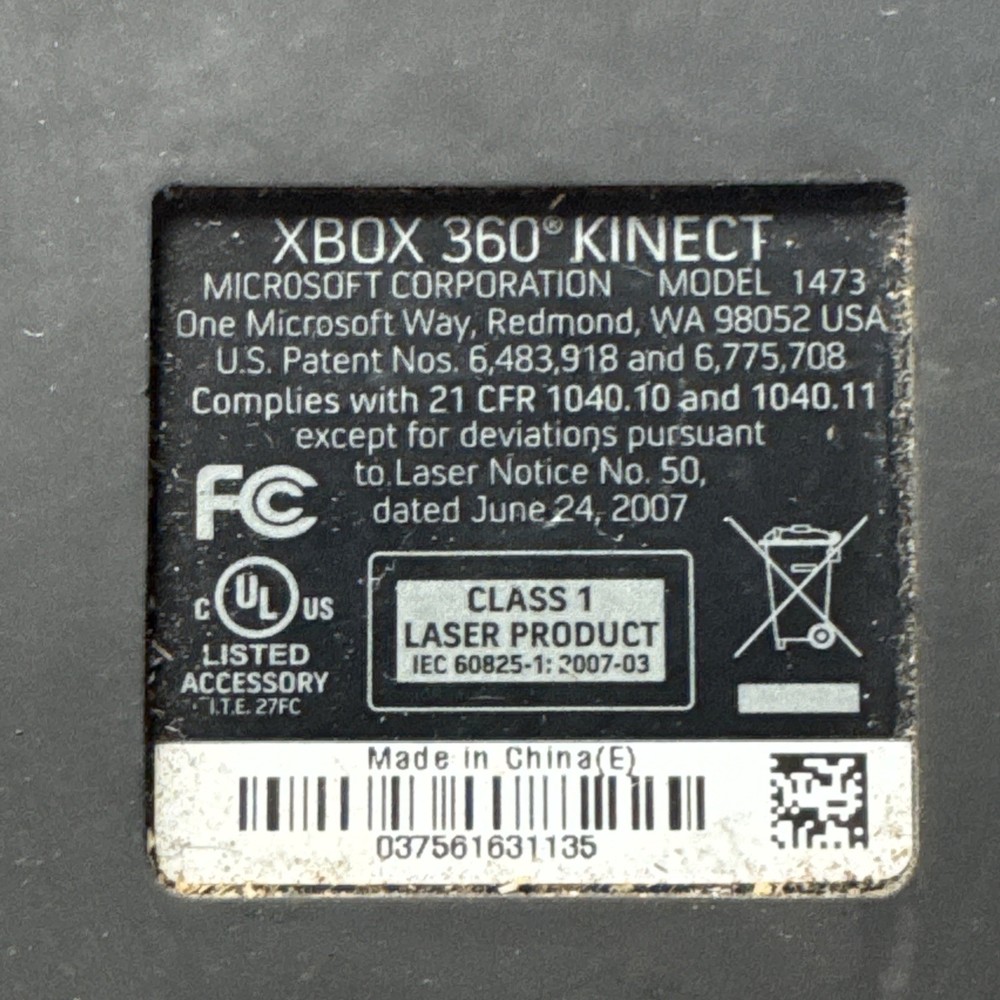 XBOX 360® KINECT
MICROSOFT CORPORATION MODEL 1473
One Microsoft Way, Redmond, WA 98052 USA
U.S. Patent Nos. 6,483,918 and 6,775,708
Complies with 21 CFR 1040.10 and 1040.11
except for deviations pursuant
to Laser Notice No. 50,
dated June 24, 2007
FC
C UL US
LISTED
ACCESSORY
I.T.E. 27FC
CLASS 1
LASER PRODUCT
IEC 60825-1: 2007-03
Made in China(E)
037561631135